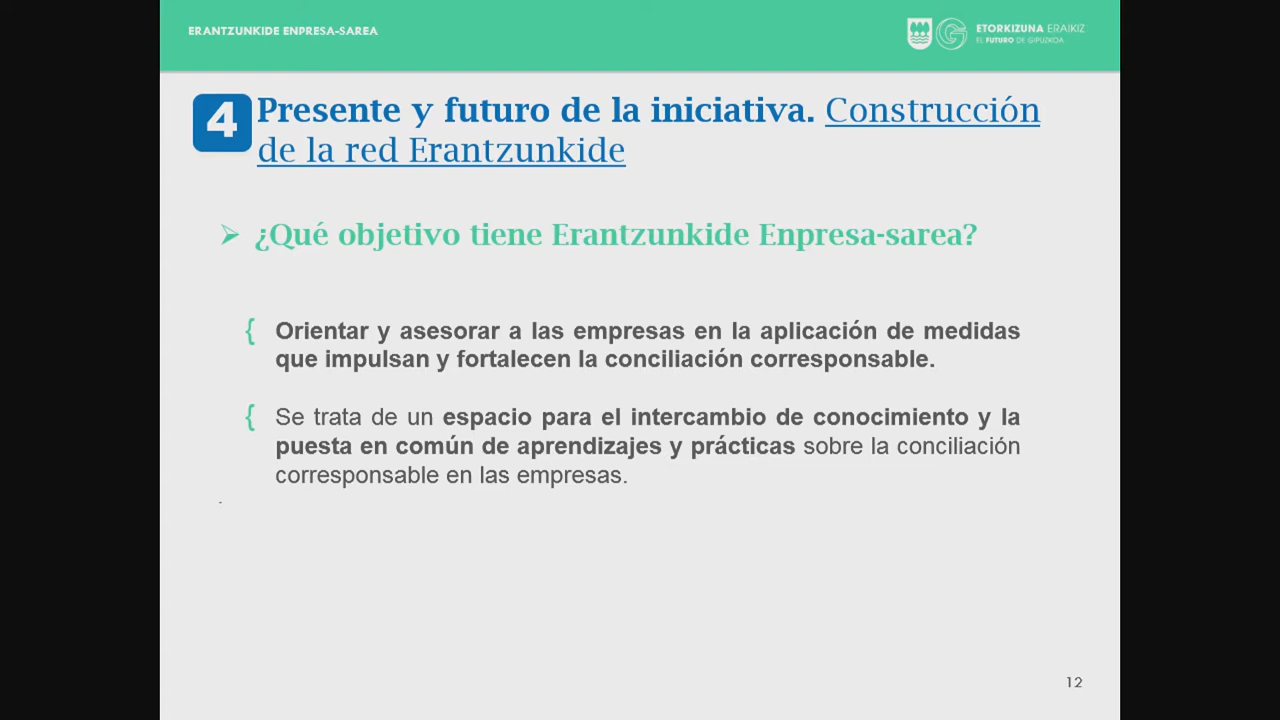 ERANTZUNKIDE ENPRESA-SAREA
ETORKIZUNA ERAIKIZ
EL FUTURO DE GIPUZKOA
4
Presente y futuro de la iniciativa. Construcción
de la red Erantzunkide
¿Qué objetivo tiene Erantzunkide Enpresa-sarea?
Orientar y asesorar a las empresas en la aplicación de medidas
que impulsan y fortalecen la conciliación corresponsable.
Se trata de un espacio para el intercambio de conocimiento y la
puesta en común de aprendizajes y prácticas sobre la conciliación
corresponsable en las empresas.
12